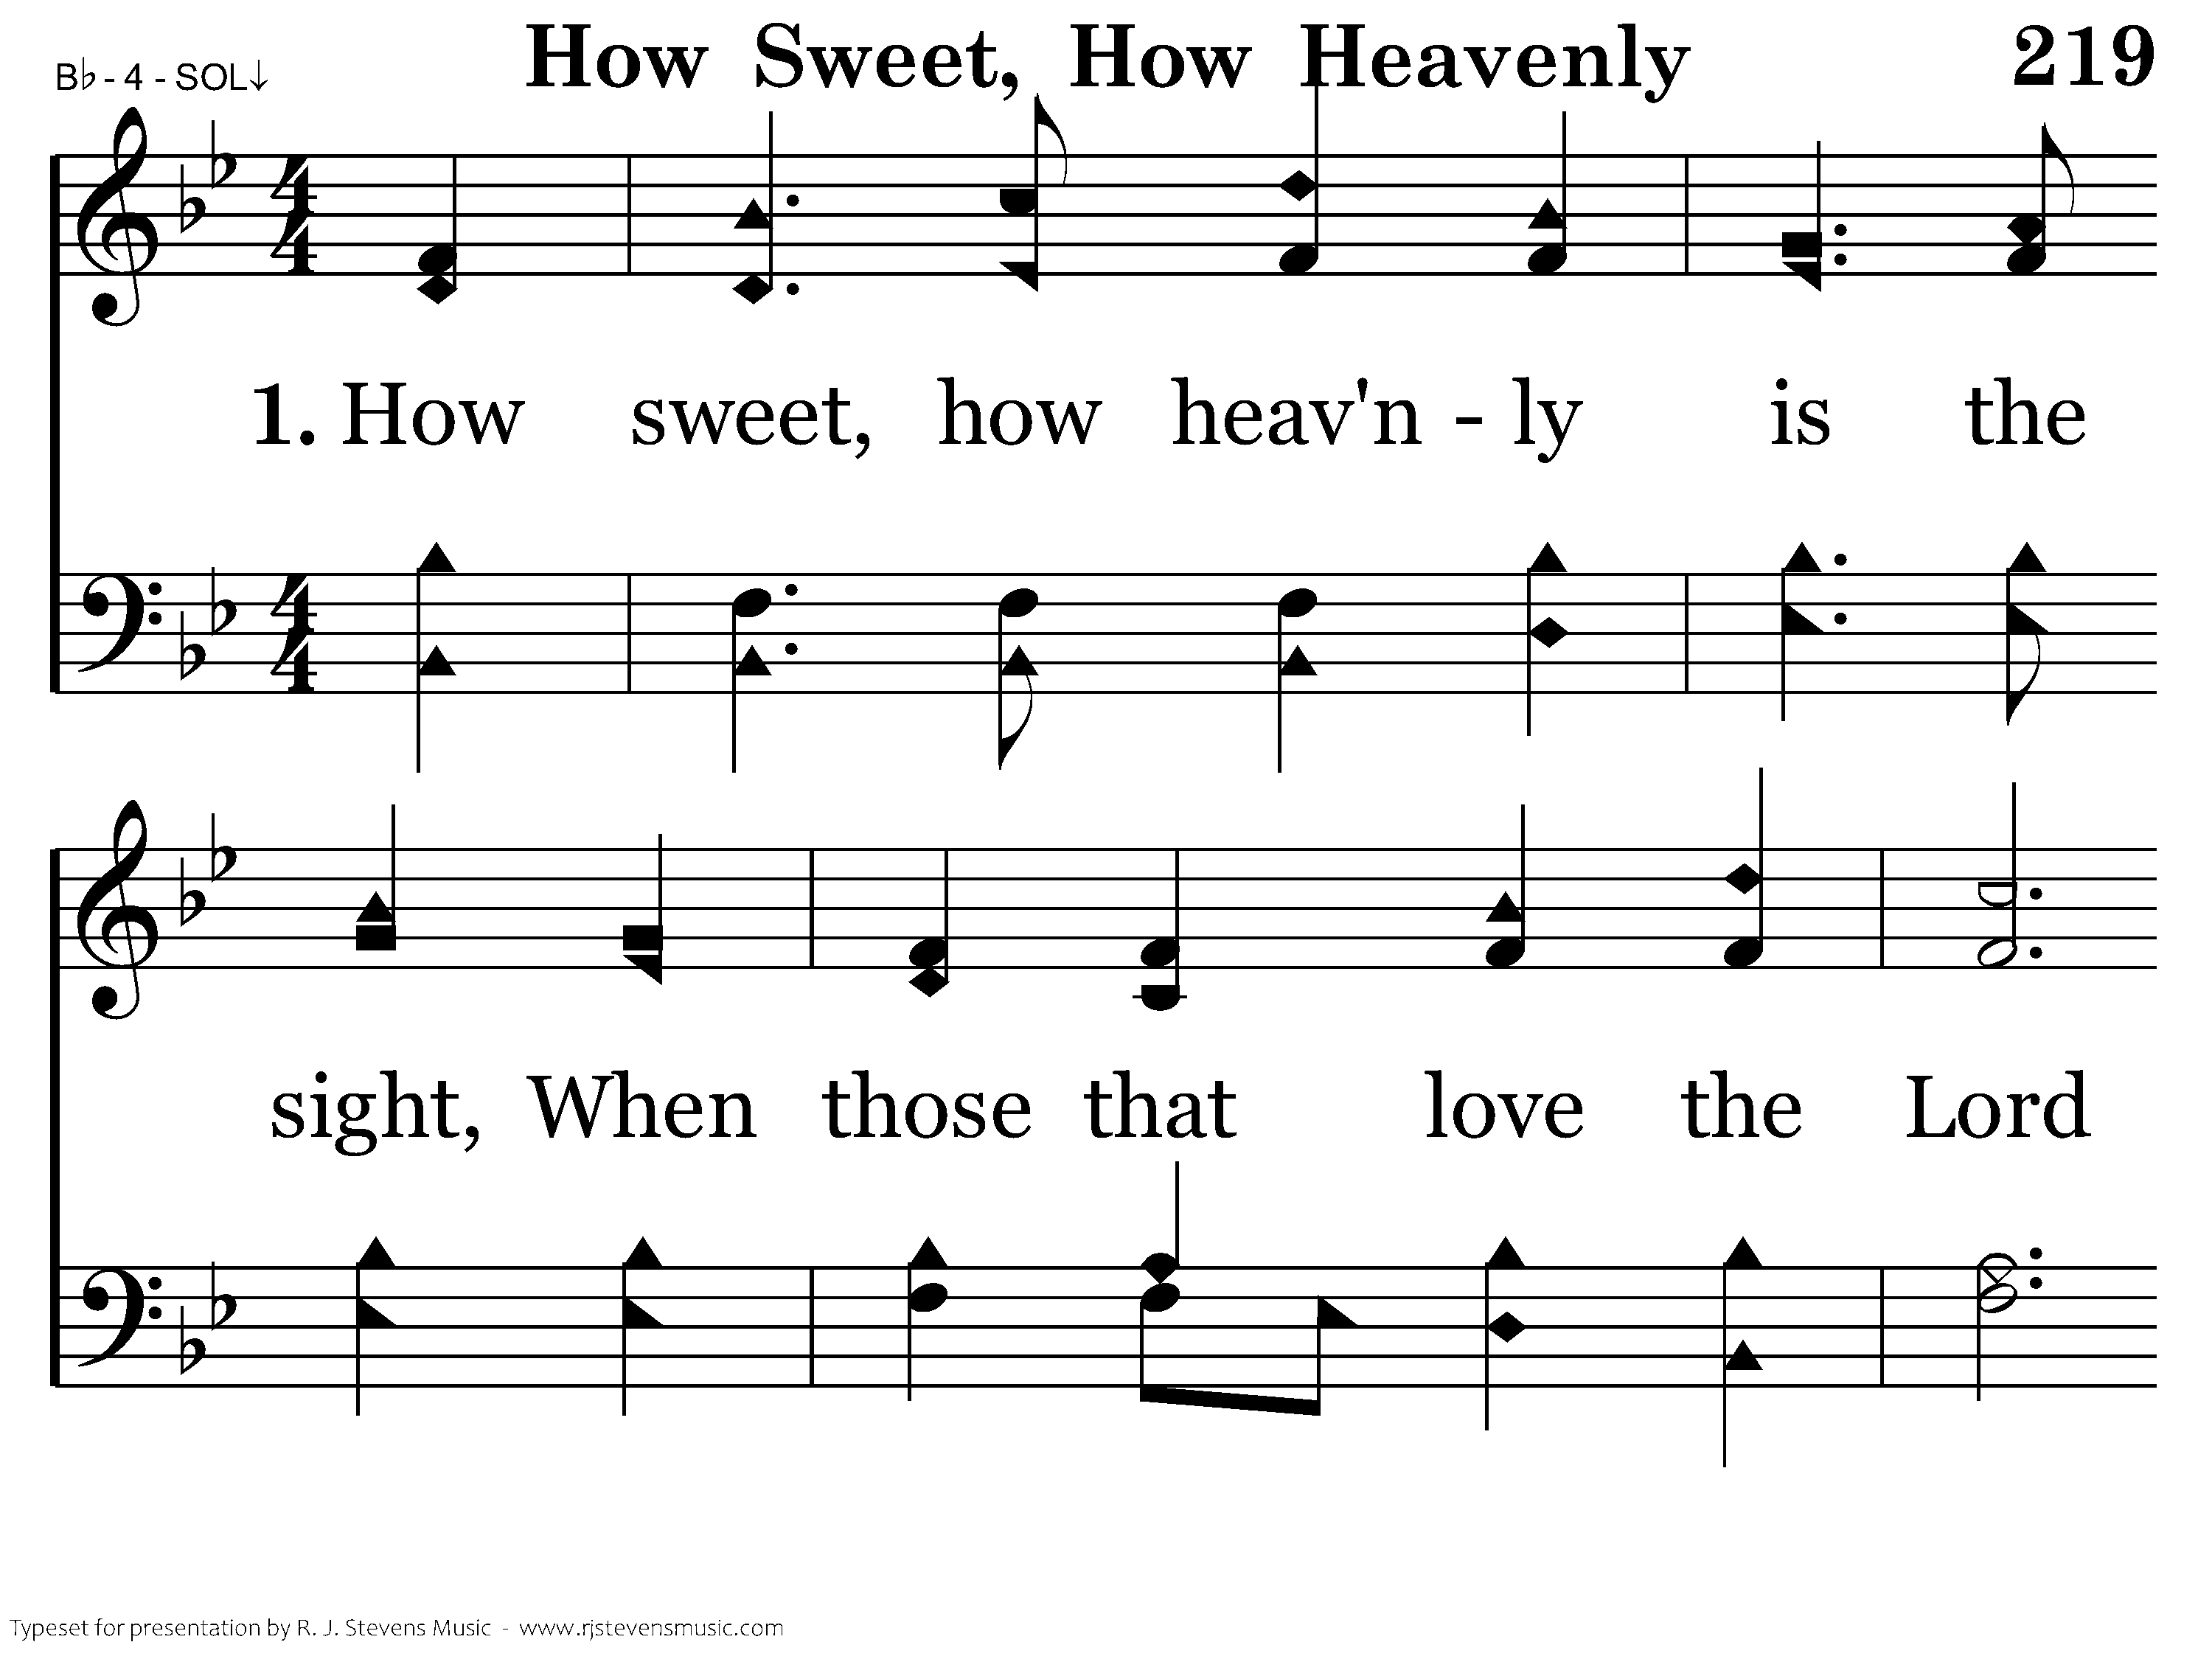 B♭ - 4 - SOL↓ How Sweet, How Heavenly 219
1. How sweet, how heav'n - ly is the
sight, When those that love the Lord
Typeset for presentation by R. J. Stevens Music - www.rjstevensmusic.com